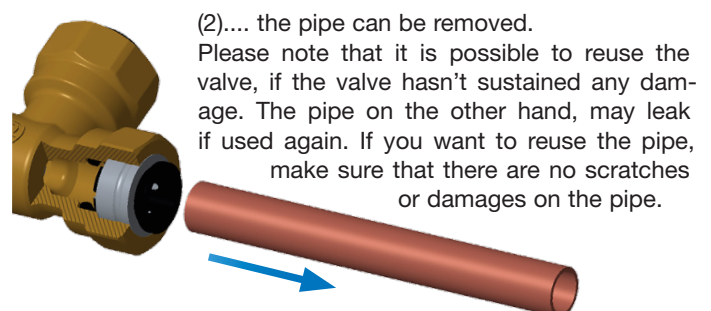 (2).... the pipe can be removed.
Please note that it is possible to reuse the
valve, if the valve hasn’t sustained any dam-
age. The pipe on the other hand, may leak
if used again. If you want to reuse the pipe,
make sure that there are no scratches
or damages on the pipe.